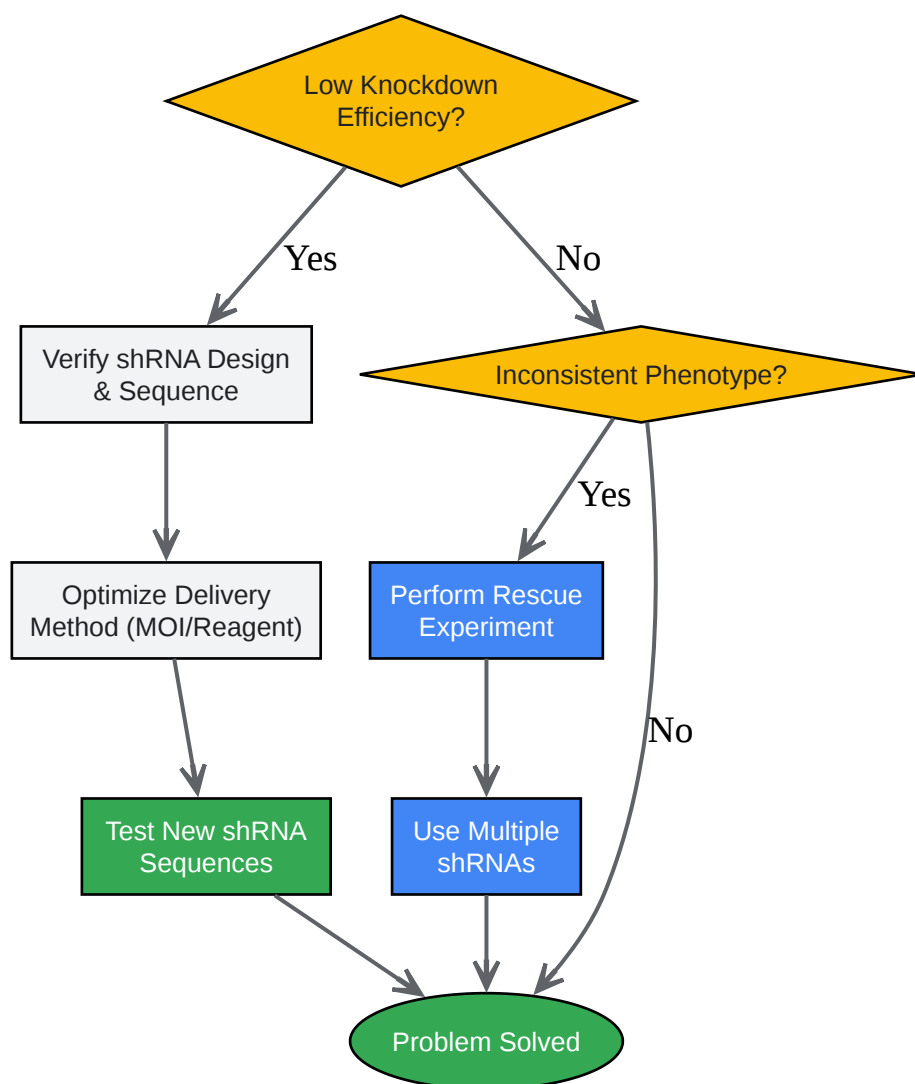 Low Knockdown
Efficiency?
Yes
No
Verify shRNA Design
& Sequence
Inconsistent Phenotype?
Yes
Optimize Delivery
Method (MOI/Reagent)
Perform Rescue
Experiment
No
Test New shRNA
Sequences
Use Multiple
shRNAs
Problem Solved